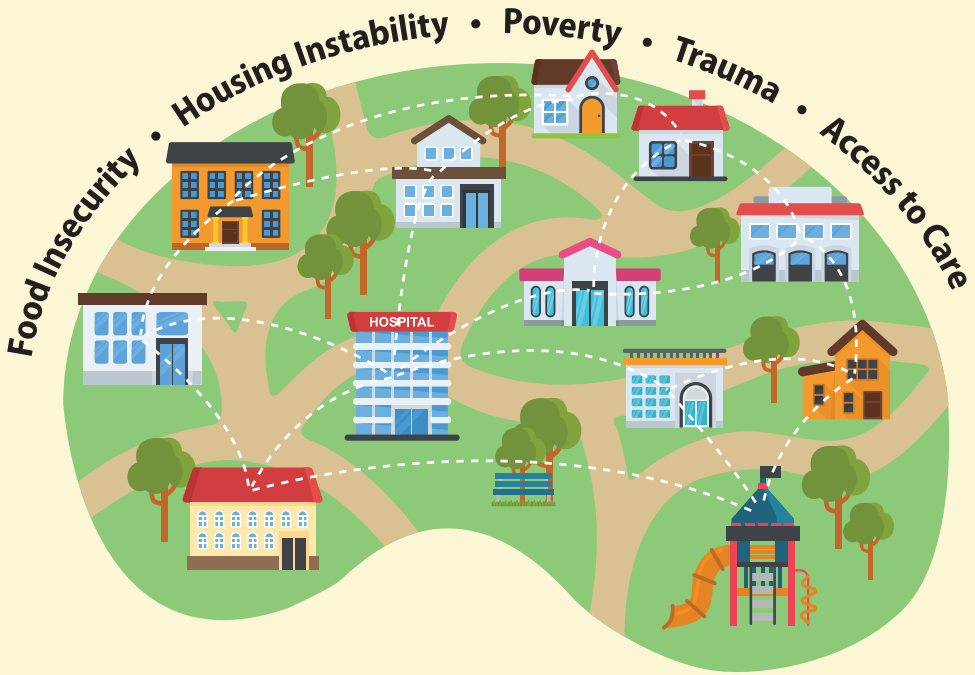 Food Insecurity • Housing Instability • Poverty • Trauma • Access to Care
HOSPITAL